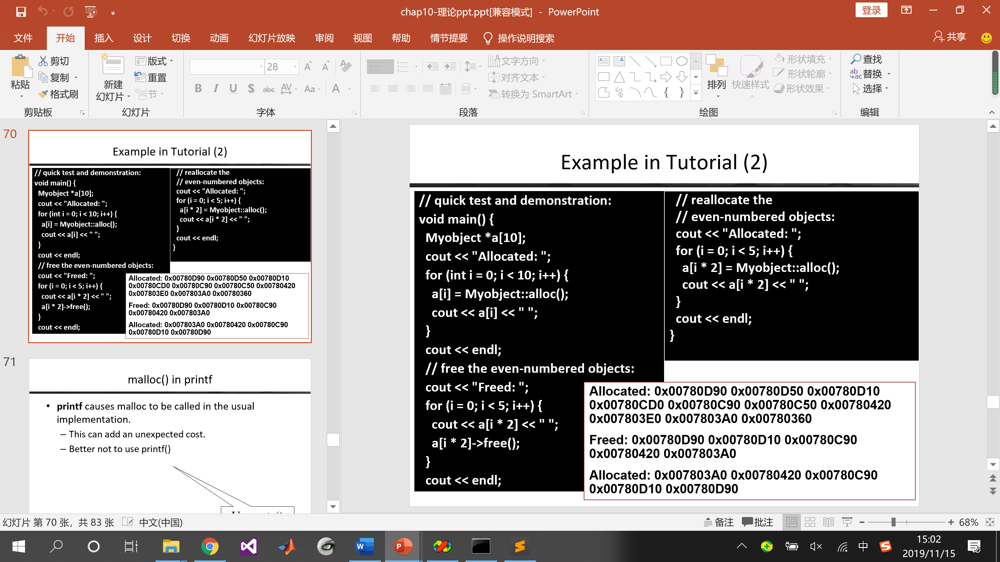 chap10-理论ppt.ppt[兼容模式] - PowerPoint
登录
文件 开始 插入 设计 切换 动画 幻灯片放映 审阅 视图 帮助 情节提要 操作说明搜索 共享
粘贴
剪切
复制
格式刷
剪贴板
新建
幻灯片
版式
重置
节
幻灯片
28
B I U S abc AV Aa A
字体
文字方向
对齐文本
转换为 SmartArt
段落
排列
快速样式
形状填充
形状轮廓
形状效果
绘图
查找
替换
选择
编辑
70
Example in Tutorial (2)
// quick test and demonstration:
void main() {
Myobject *a[10];
cout << "Allocated: ";
for (int i = 0; i < 10; i++) {
a[i] = Myobject::alloc();
cout << a[i] << " ";
}
cout << endl;
// free the even-numbered objects:
cout << "Freed: ";
for (i = 0; i < 5; i++) {
cout << a[i * 2] << " ";
a[i * 2]->free();
}
cout << endl;
// reallocate the
// even-numbered objects:
cout << "Allocated: ";
for (i = 0; i < 5; i++) {
a[i * 2] = Myobject::alloc();
cout << a[i * 2] << " ";
}
cout << endl;
}
Allocated: 0x00780D90 0x00780D50 0x00780D10
0x00780CD0 0x00780C90 0x00780C50 0x00780420
0x007803E0 0x007803A0 0x00780360
Freed: 0x00780D90 0x00780D10 0x00780C90
0x00780420 0x007803A0
Allocated: 0x007803A0 0x00780420 0x00780C90
0x00780D10 0x00780D90
71
malloc() in printf
• printf causes malloc to be called in the usual
implementation.
– This can add an unexpected cost.
– Better not to use printf()
Example in Tutorial (2)
// quick test and demonstration:
void main() {
Myobject *a[10];
cout << "Allocated: ";
for (int i = 0; i < 10; i++) {
a[i] = Myobject::alloc();
cout << a[i] << " ";
}
cout << endl;
// free the even-numbered objects:
cout << "Freed: ";
for (i = 0; i < 5; i++) {
cout << a[i * 2] << " ";
a[i * 2]->free();
}
cout << endl;
// reallocate the
// even-numbered objects:
cout << "Allocated: ";
for (i = 0; i < 5; i++) {
a[i * 2] = Myobject::alloc();
cout << a[i * 2] << " ";
}
cout << endl;
}
Allocated: 0x00780D90 0x00780D50 0x00780D10
0x00780CD0 0x00780C90 0x00780C50 0x00780420
0x007803E0 0x007803A0 0x00780360
Freed: 0x00780D90 0x00780D10 0x00780C90
0x00780420 0x007803A0
Allocated: 0x007803A0 0x00780420 0x00780C90
0x00780D10 0x00780D90
幻灯片 第 70 张，共 83 张 中文(中国) 备注 批注 68%
中
15:02
2019/11/15